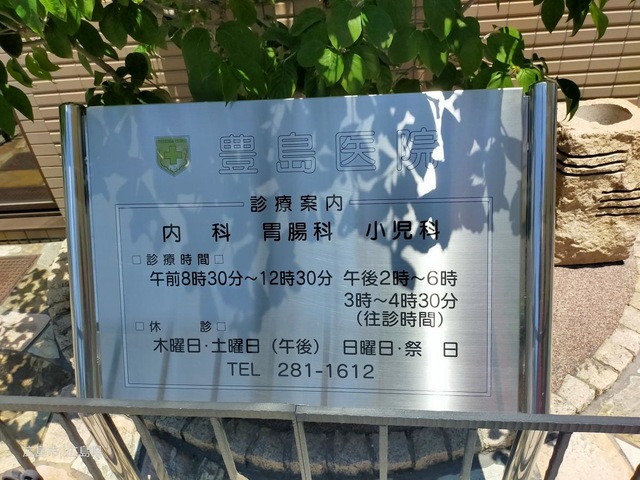 豊島医院
診療案内
内科 胃腸科 小児科
□診療時間□
午前8時30分～12時30分 午後2時～6時
3時～4時30分
(往診時間)
□休診□
木曜日・土曜日(午後) 日曜日・祭日
TEL 281-1612